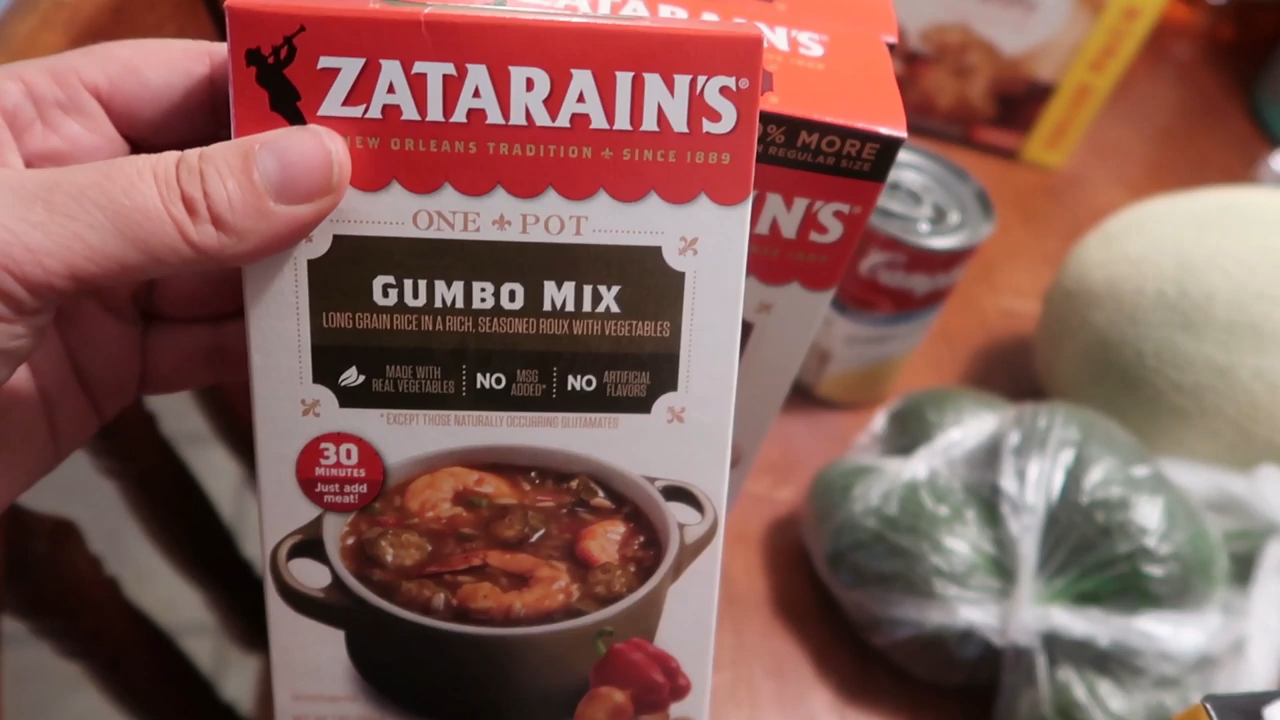 ZATARAIN'S®
NEW ORLEANS TRADITION SINCE 1889
ONE POT
GUMBO MIX
LONG GRAIN RICE IN A RICH, SEASONED ROUX WITH VEGETABLES
MADE WITH
REAL VEGETABLES
NO MSG
ADDED*
NO ARTIFICIAL
FLAVORS
* EXCEPT THOSE NATURALLY OCCURRING GLUTAMATES
30
MINUTES
Just add
meat!
ZATARAIN'S
N'S
% MORE
REGULAR SIZE
IN'S®
Campb